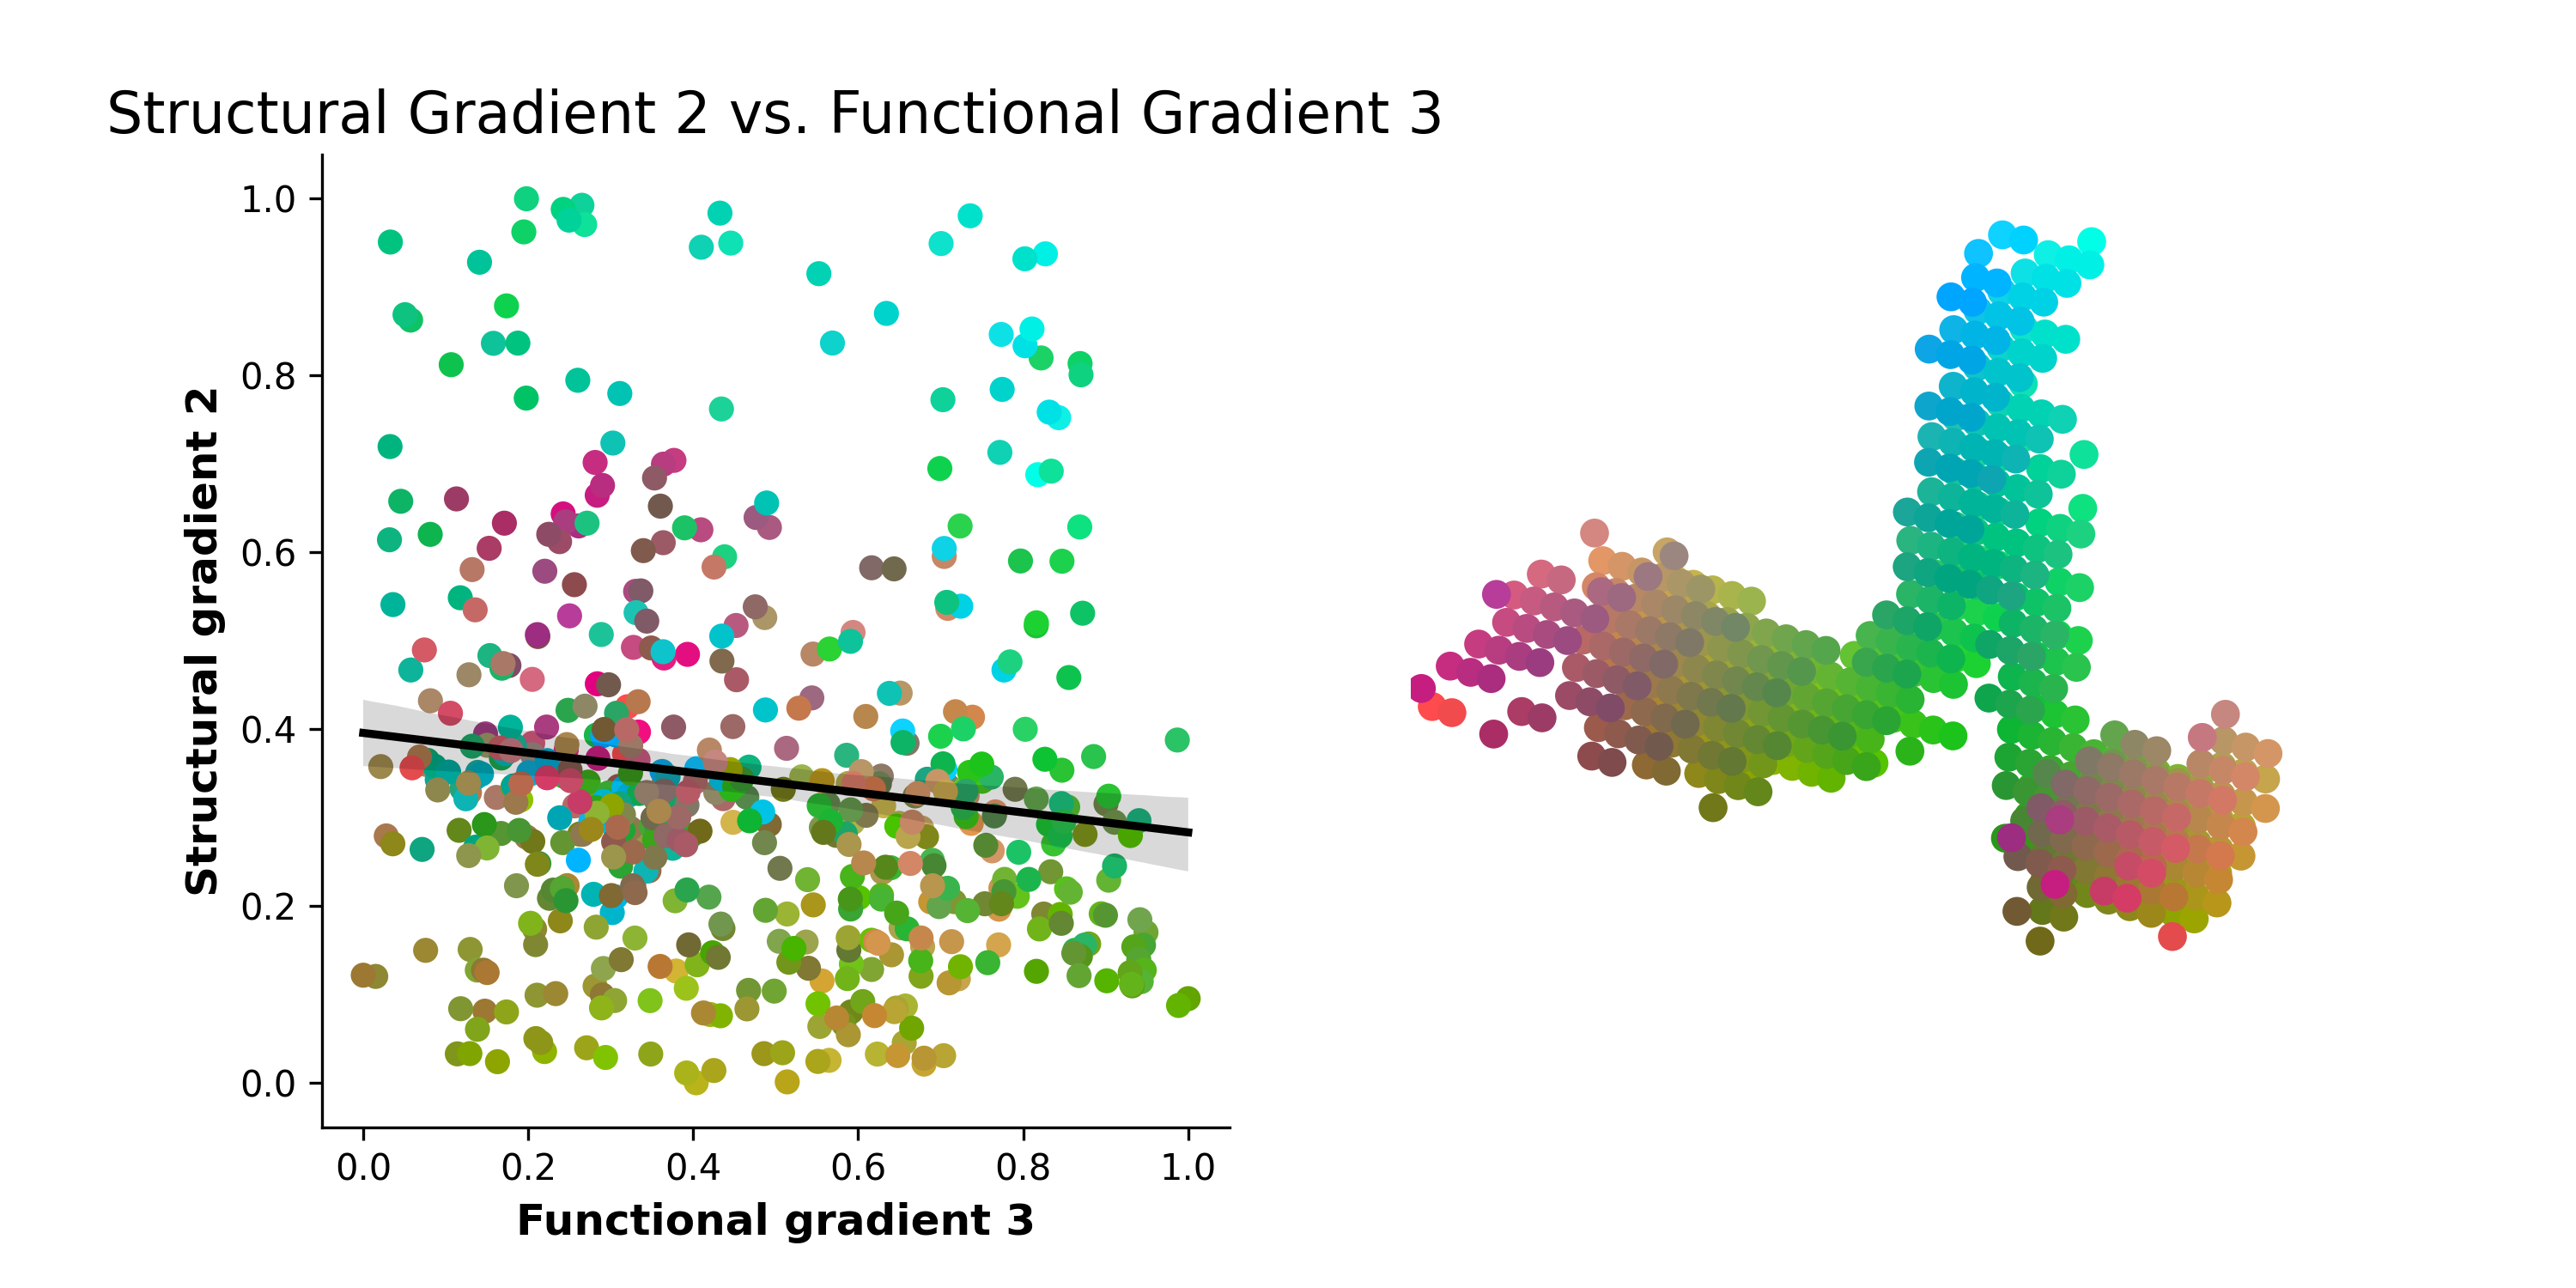 Structural Gradient 2 vs. Functional Gradient 3
Structural gradient 2
1.0
0.8
0.6
0.4
0.2
0.0
0.0 0.2 0.4 0.6 0.8 1.0
Functional gradient 3